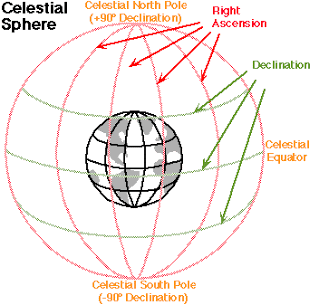 Celestial
Sphere
Celestial North Pole
(+90° Declination)
Right
Ascension
Declination
Celestial
Equator
Celestial South Pole
(-90° Declination)